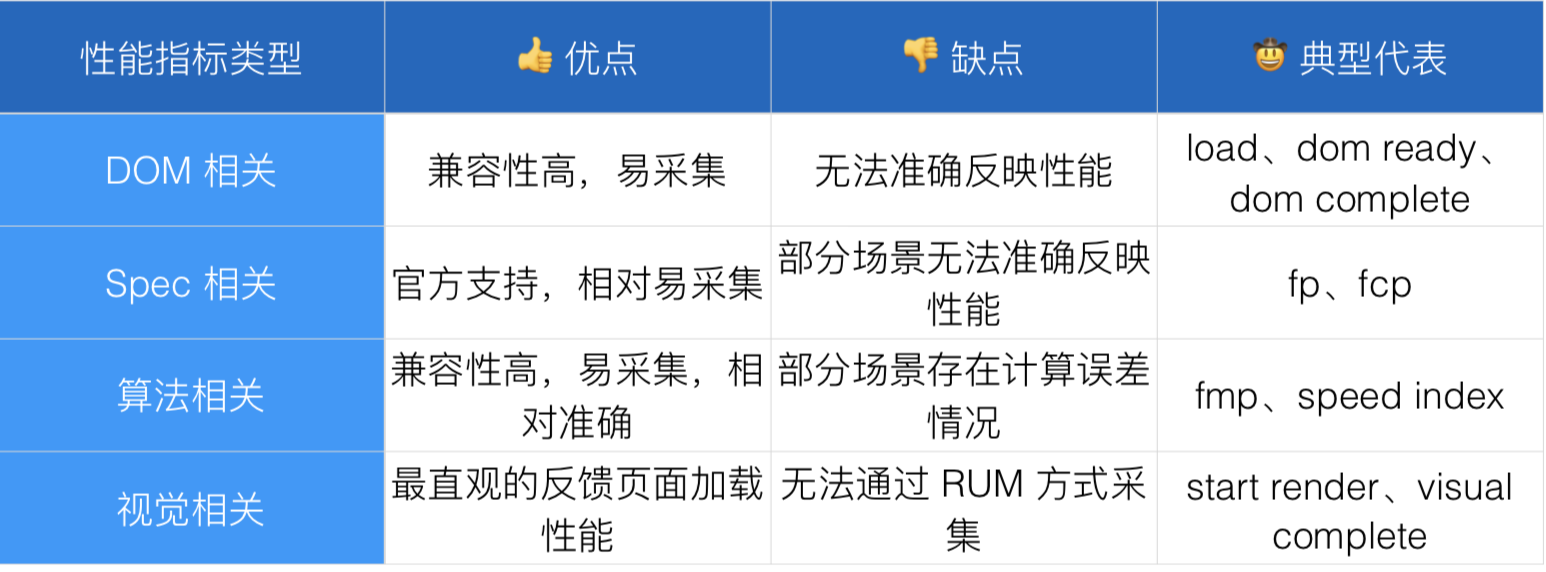 性能指标类型
👍 优点
👎 缺点
🤠 典型代表
DOM 相关
兼容性高，易采集
无法准确反映性能
load、dom ready、
dom complete
Spec 相关
官方支持，相对易采集
部分场景无法准确反映
性能
fp、fcp
算法相关
兼容性高，易采集，相
对准确
部分场景存在计算误差
情况
fmp、speed index
视觉相关
最直观的反馈页面加载
性能
无法通过 RUM 方式采
集
start render、visual
complete